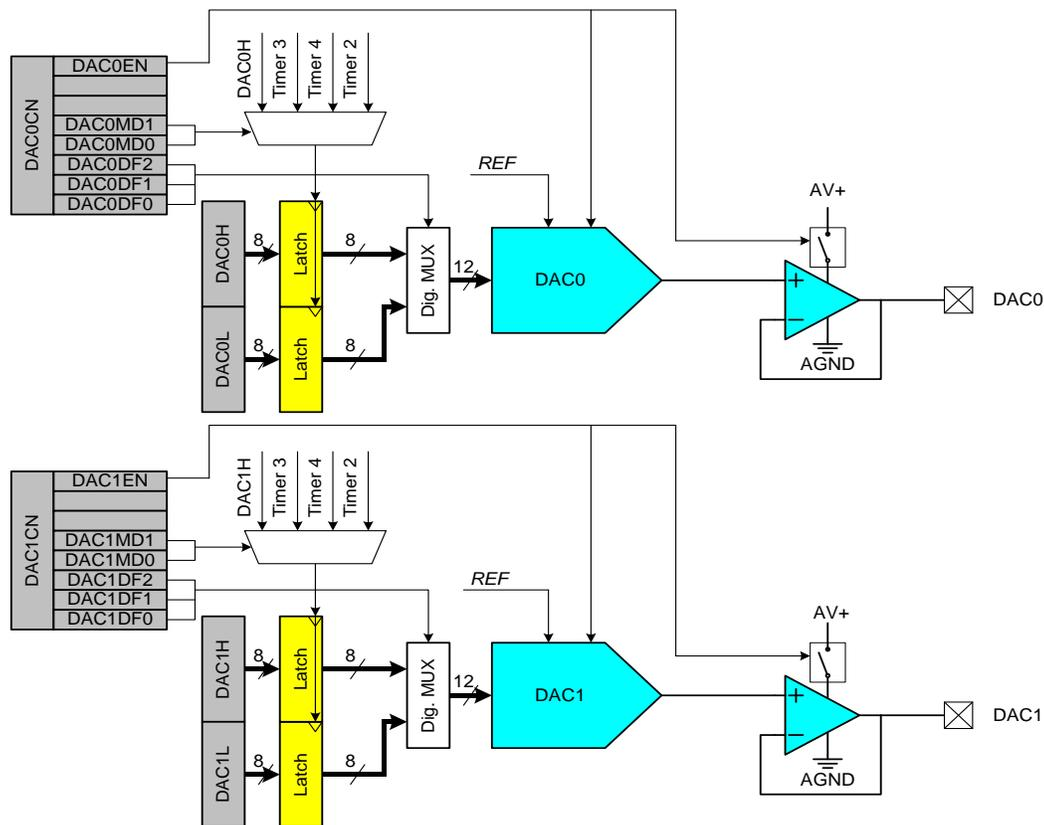 DAC0EN
DAC0CN
DAC0MD1
DAC0MD0
DAC0DF2
DAC0DF1
DAC0DF0
DAC0H
Timer 3
Timer 4
Timer 2
REF
AV+
DAC0H
8
Latch
8
Dig. MUX
12
DAC0
+
−
AGND
DAC0
DAC0L
8
Latch
8
DAC1EN
DAC1CN
DAC1MD1
DAC1MD0
DAC1DF2
DAC1DF1
DAC1DF0
DAC1H
Timer 3
Timer 4
Timer 2
REF
AV+
DAC1H
8
Latch
8
Dig. MUX
12
DAC1
+
−
AGND
DAC1
DAC1L
8
Latch
8